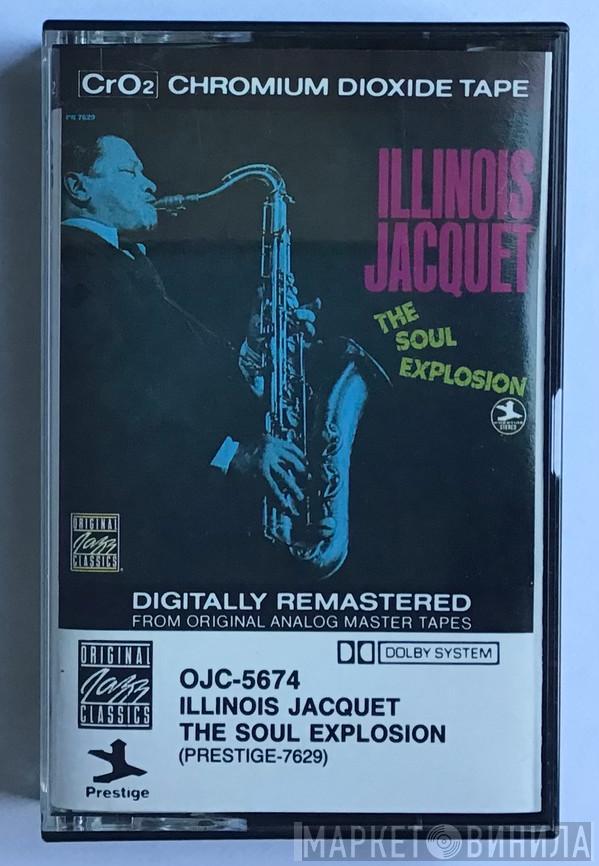 CrO2 CHROMIUM DIOXIDE TAPE
PR 7629
ILLINOIS
JACQUET
THE
SOUL
EXPLOSION
PRESTIGE
STEREO
ORIGINAL
Jazz
CLASSICS
DIGITALLY REMASTERED
FROM ORIGINAL ANALOG MASTER TAPES
DOLBY SYSTEM
ORIGINAL
Jazz
CLASSICS
OJC-5674
ILLINOIS JACQUET
THE SOUL EXPLOSION
(PRESTIGE-7629)
Prestige
МАРКЕТ ВИНИЛА